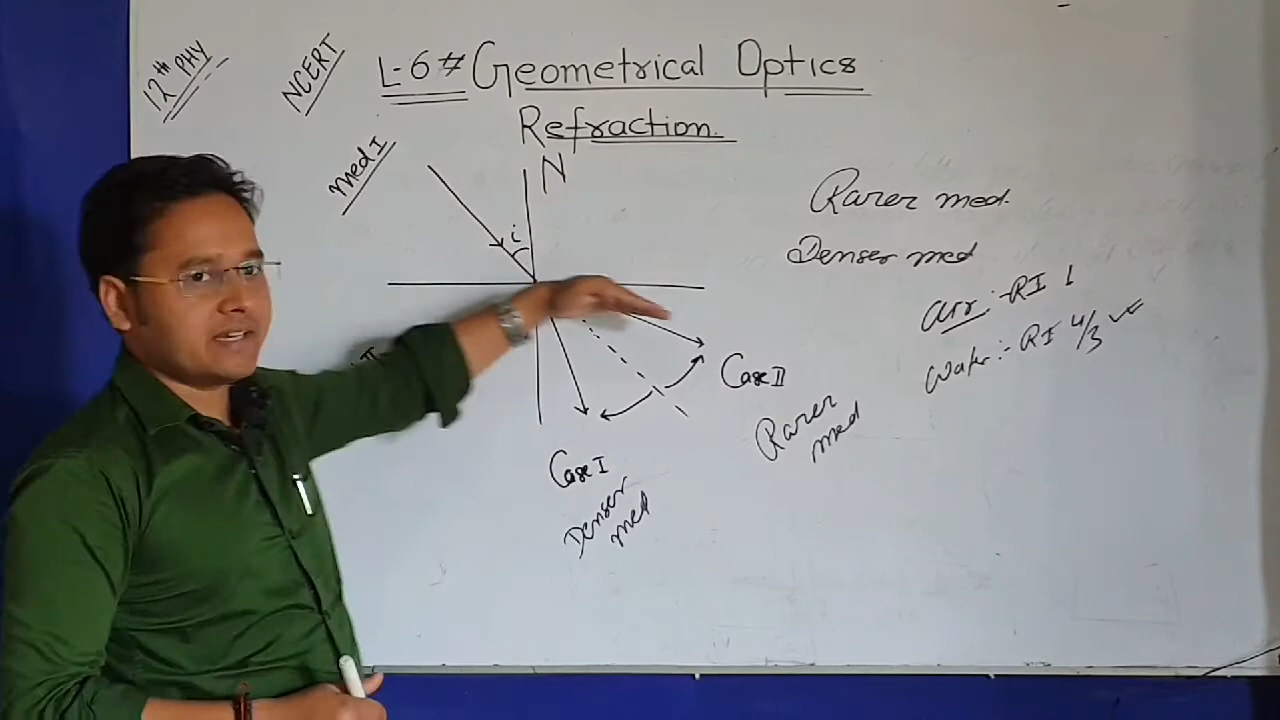 12th PHY
NCERT
L-6# Geometrical Optics
Refraction.
Med I
N
i
Rarer med.
Denser med
air :- RI 1
Water :- RI 4/3
Case II
Rarer
med
Case I
Denser
med